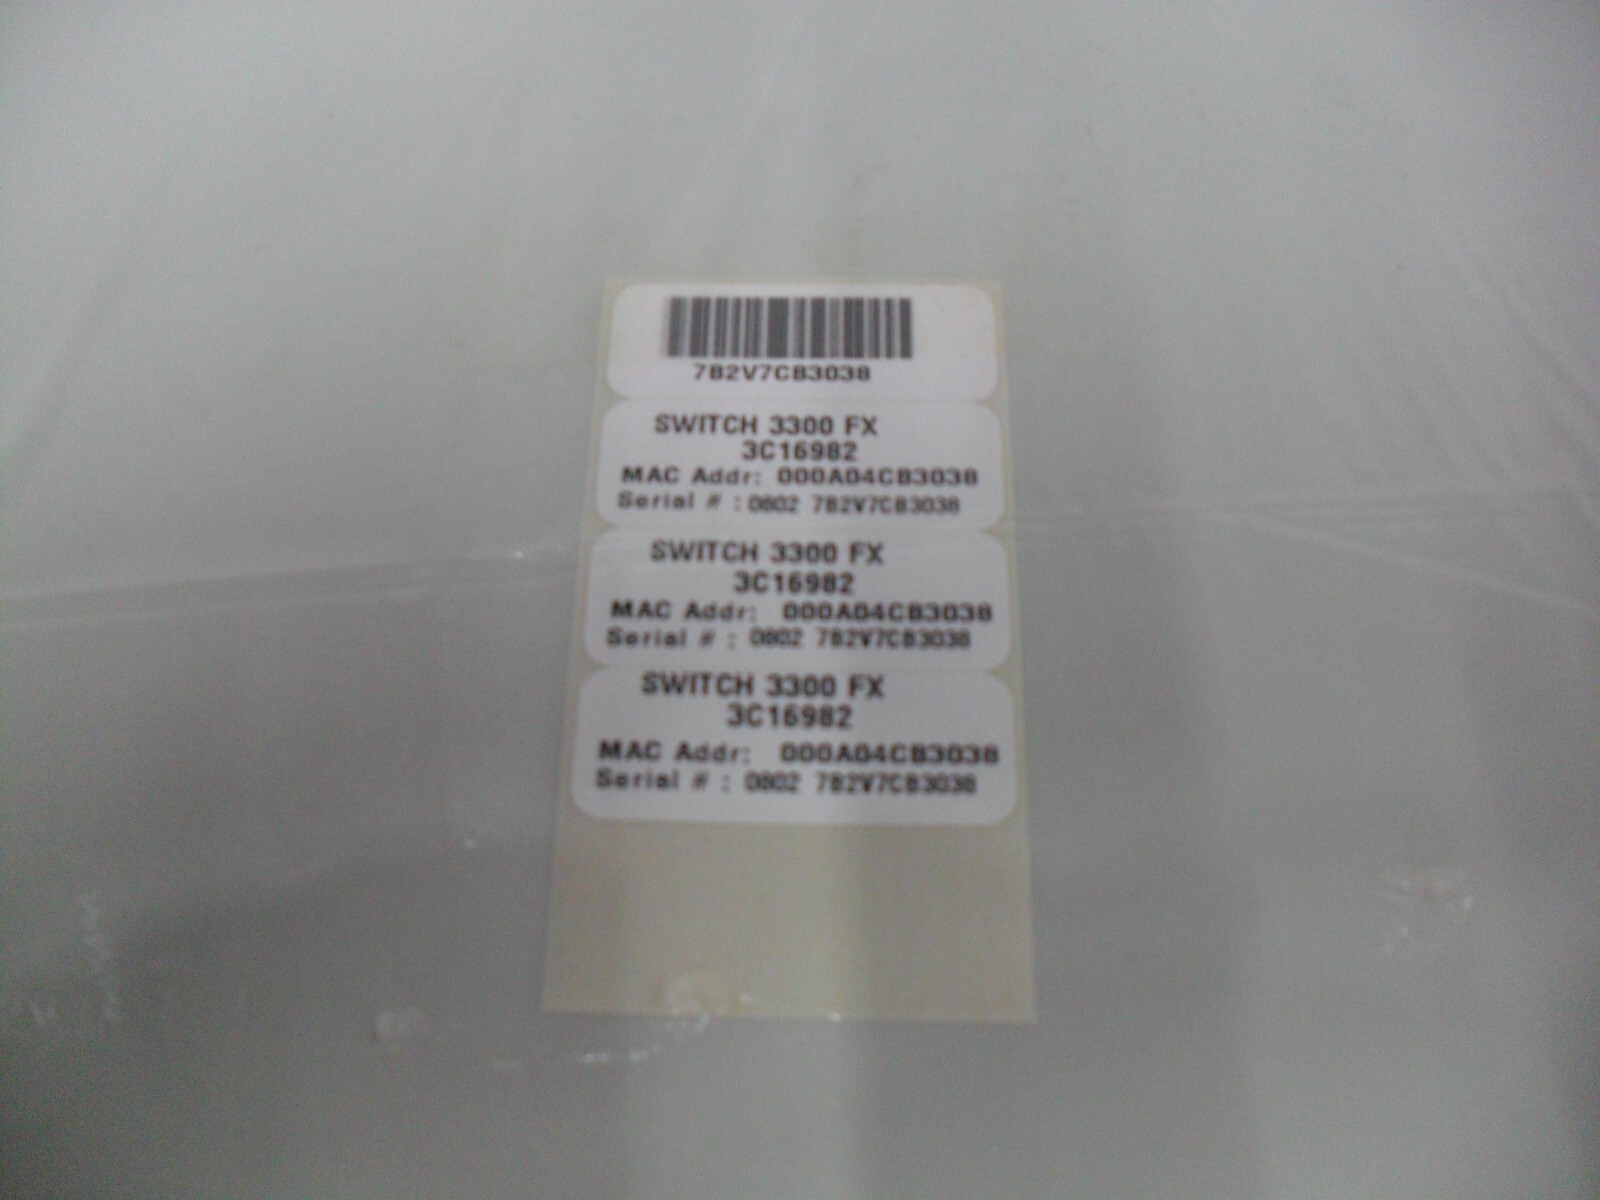 7B2V7CB3038
SWITCH 3300 FX
3C16982
MAC Addr: 000A04CB3038
Serial # : 0802 7B2V7CB3038
SWITCH 3300 FX
3C16982
MAC Addr: 000A04CB3038
Serial # : 0802 7B2V7CB3038
SWITCH 3300 FX
3C16982
MAC Addr: 000A04CB3038
Serial # : 0802 7B2V7CB3038